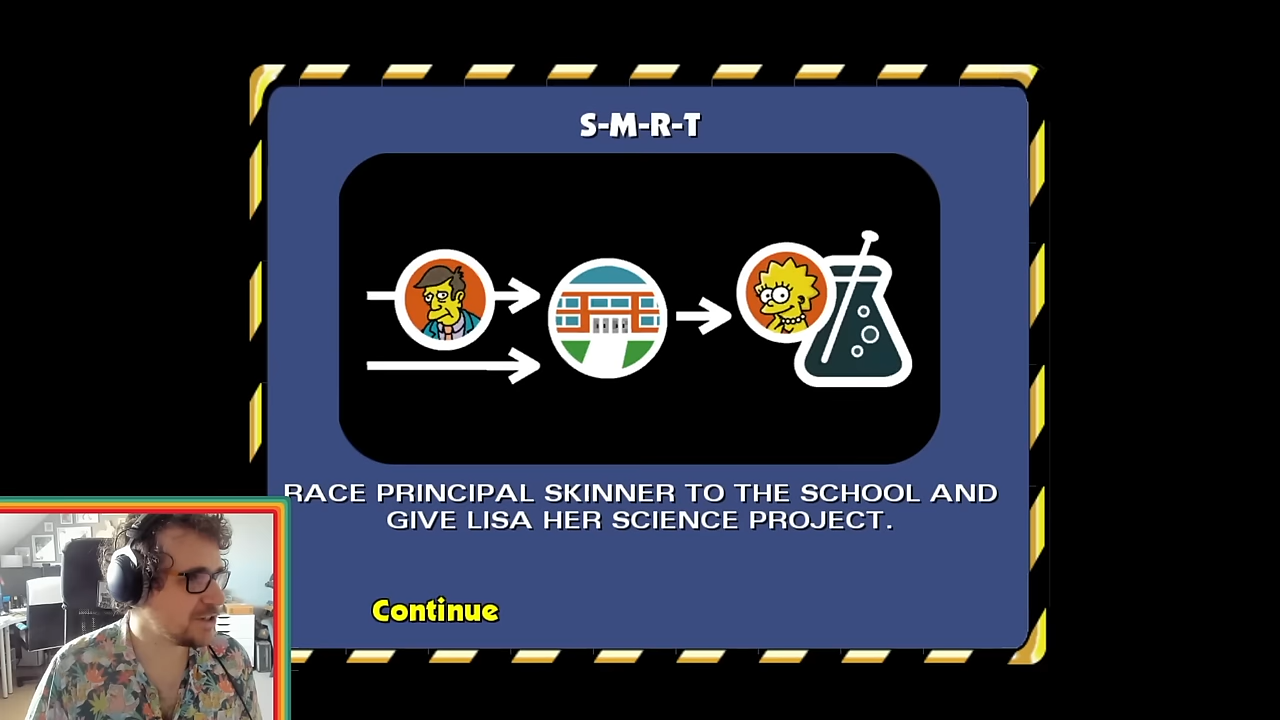 S-M-R-T
RACE PRINCIPAL SKINNER TO THE SCHOOL AND
GIVE LISA HER SCIENCE PROJECT.
Continue